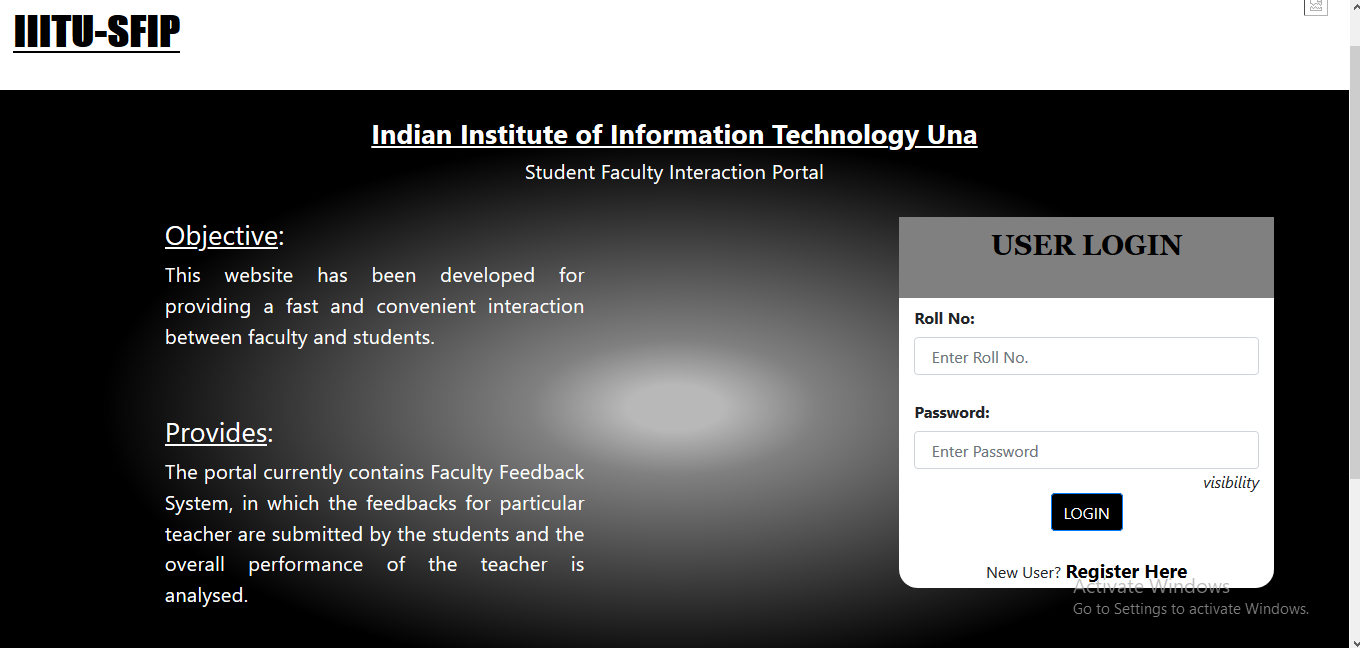 IIITU-SFIP
Indian Institute of Information Technology Una
Student Faculty Interaction Portal
Objective:
This website has been developed for
providing a fast and convenient interaction
between faculty and students.
Provides:
The portal currently contains Faculty Feedback
System, in which the feedbacks for particular
teacher are submitted by the students and the
overall performance of the teacher is
analysed.
USER LOGIN
Roll No:
Enter Roll No.
Password:
Enter Password
visibility
LOGIN
New User? Register Here
Activate Windows
Go to Settings to activate Windows.